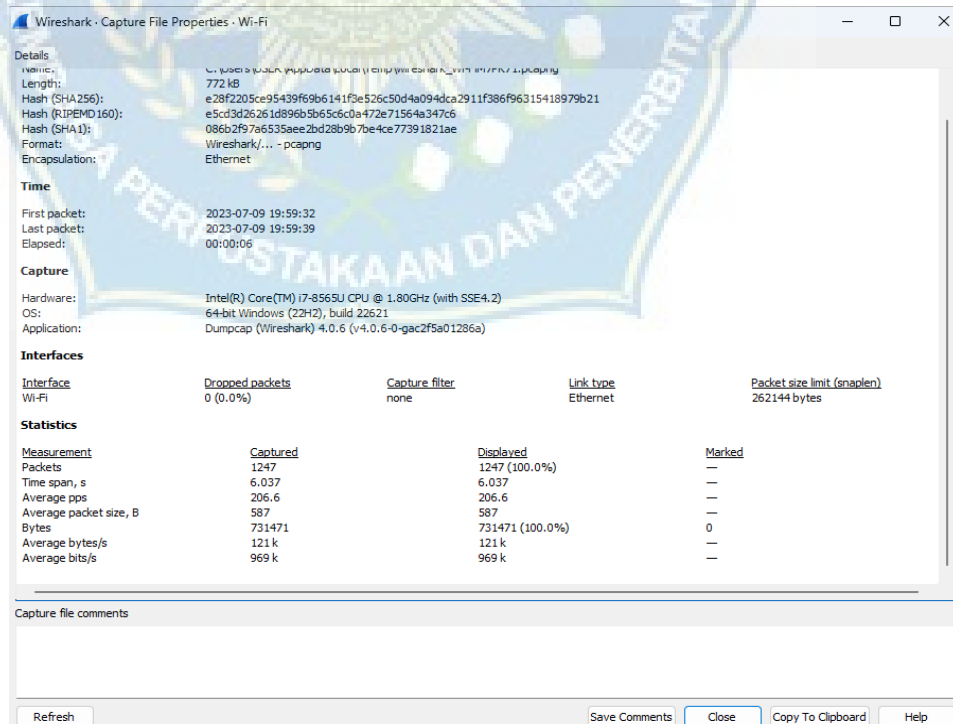 Wireshark · Capture File Properties · Wi-Fi
Details
Name:
Length: 772 kB
Hash (SHA256): e28f2205ce95439f69b6141f3e526c50d4a094dca2911f386f96315418979b21
Hash (RIPEMD160): e5cd3d26261d896b5b65c6c0a472e71564a347c6
Hash (SHA1): 086b2f97a6535aee2bd28b9b7be4ce77391821ae
Format: Wireshark/... - pcapng
Encapsulation: Ethernet
Time
First packet: 2023-07-09 19:59:32
Last packet: 2023-07-09 19:59:39
Elapsed: 00:00:06
PERPUSTAKAAN DAN PENERBITA
Capture
Hardware: Intel(R) Core(TM) i7-8565U CPU @ 1.80GHz (with SSE4.2)
OS: 64-bit Windows (22H2), build 22621
Application: Dumpcap (Wireshark) 4.0.6 (v4.0.6-0-gac2f5a01286a)
Interfaces
Interface Dropped packets Capture filter Link type Packet size limit (snaplen)
Wi-Fi 0 (0.0%) none Ethernet 262144 bytes
Statistics
Measurement Captured Displayed Marked
Packets 1247 1247 (100.0%) —
Time span, s 6.037 6.037 —
Average pps 206.6 206.6 —
Average packet size, B 587 587 —
Bytes 731471 731471 (100.0%) 0
Average bytes/s 121 k 121 k —
Average bits/s 969 k 969 k —
Capture file comments
Refresh Save Comments Close Copy To Clipboard Help